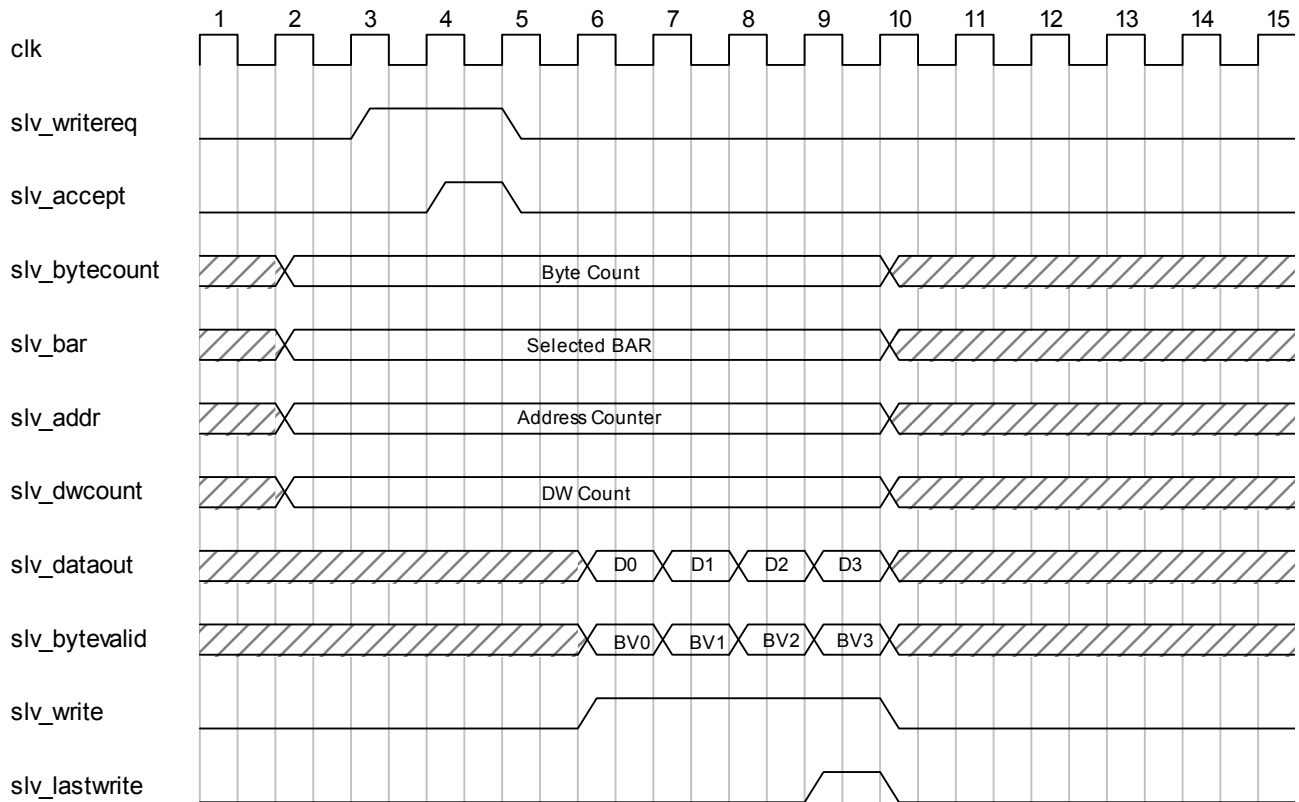 1 2 3 4 5 6 7 8 9 10 11 12 13 14 15
clk
slv_writereq
slv_accept
slv_bytecount Byte Count
slv_bar Selected BAR
slv_addr Address Counter
slv_dwcount DW Count
slv_dataout D0 D1 D2 D3
slv_bytevalid BV0 BV1 BV2 BV3
slv_write
slv_lastwrite